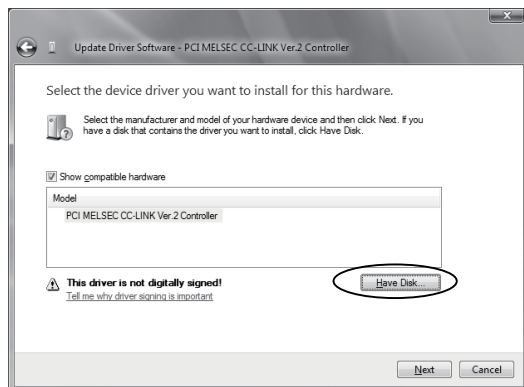 Update Driver Software - PCI MELSEC CC-LINK Ver.2 Controller
Select the device driver you want to install for this hardware.
Select the manufacturer and model of your hardware device and then click Next. If you
have a disk that contains the driver you want to install, click Have Disk.
Show compatible hardware
Model
PCI MELSEC CC-LINK Ver.2 Controller
This driver is not digitally signed!
Tell me why driver signing is important
Have Disk...
Next
Cancel